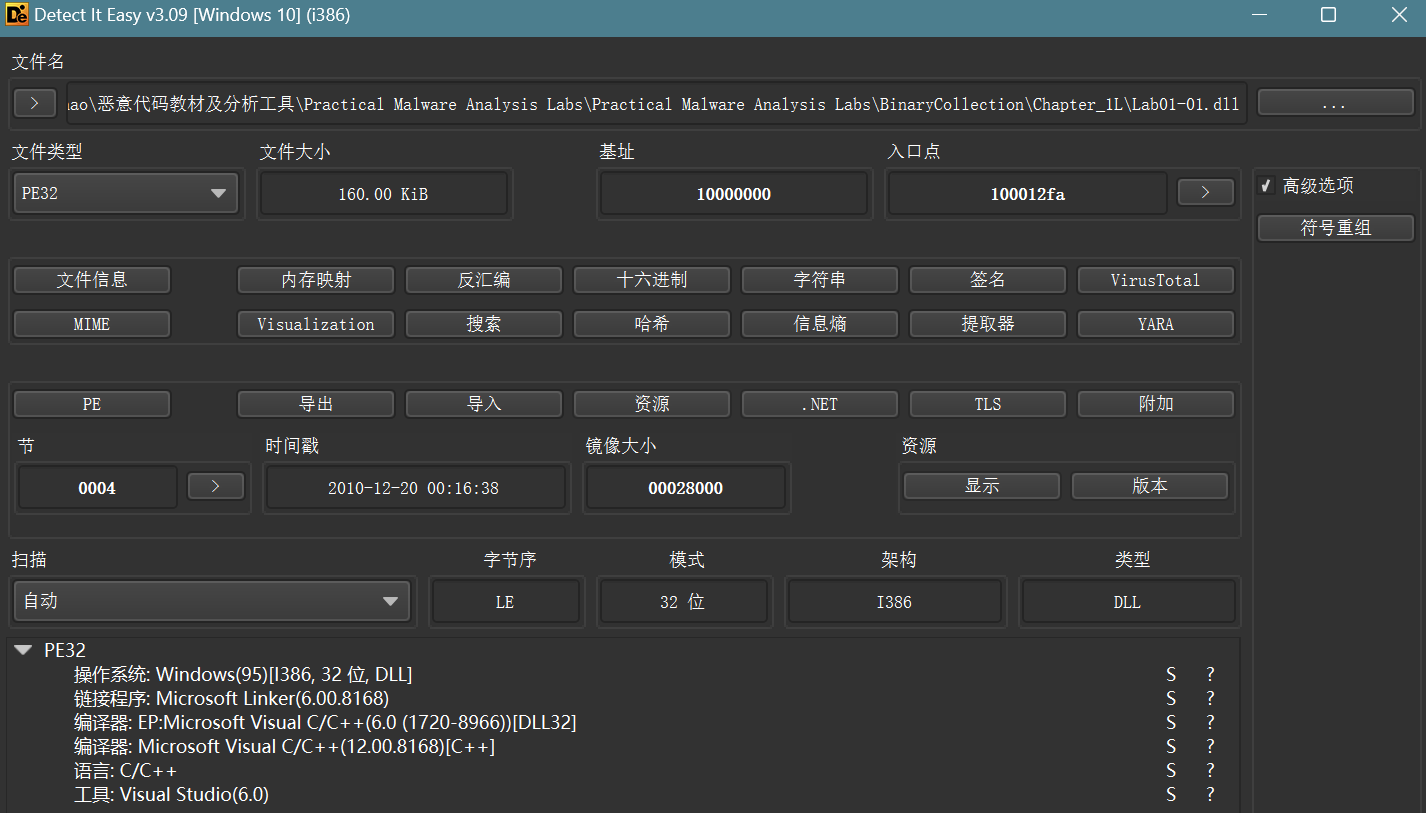 Detect It Easy v3.09 [Windows 10] (i386)
文件名
> ao\恶意代码教材及分析工具\Practical Malware Analysis Labs\Practical Malware Analysis Labs\BinaryCollection\Chapter_1L\Lab01-01.dll ...
文件类型 文件大小 基址 入口点
PE32 160.00 KiB 10000000 100012fa >
高级选项
符号重组
文件信息 内存映射 反汇编 十六进制 字符串 签名 VirusTotal
MIME Visualization 搜索 哈希 信息熵 提取器 YARA
PE 导出 导入 资源 .NET TLS 附加
节 时间戳 镜像大小 资源
0004 > 2010-12-20 00:16:38 00028000 显示 版本
扫描 字节序 模式 架构 类型
自动 LE 32 位 I386 DLL
PE32
操作系统: Windows(95)[I386, 32 位, DLL] S ?
链接程序: Microsoft Linker(6.00.8168) S ?
编译器: EP:Microsoft Visual C/C++(6.0 (1720-8966))[DLL32] S ?
编译器: Microsoft Visual C/C++(12.00.8168)[C++] S ?
语言: C/C++ S ?
工具: Visual Studio(6.0) S ?